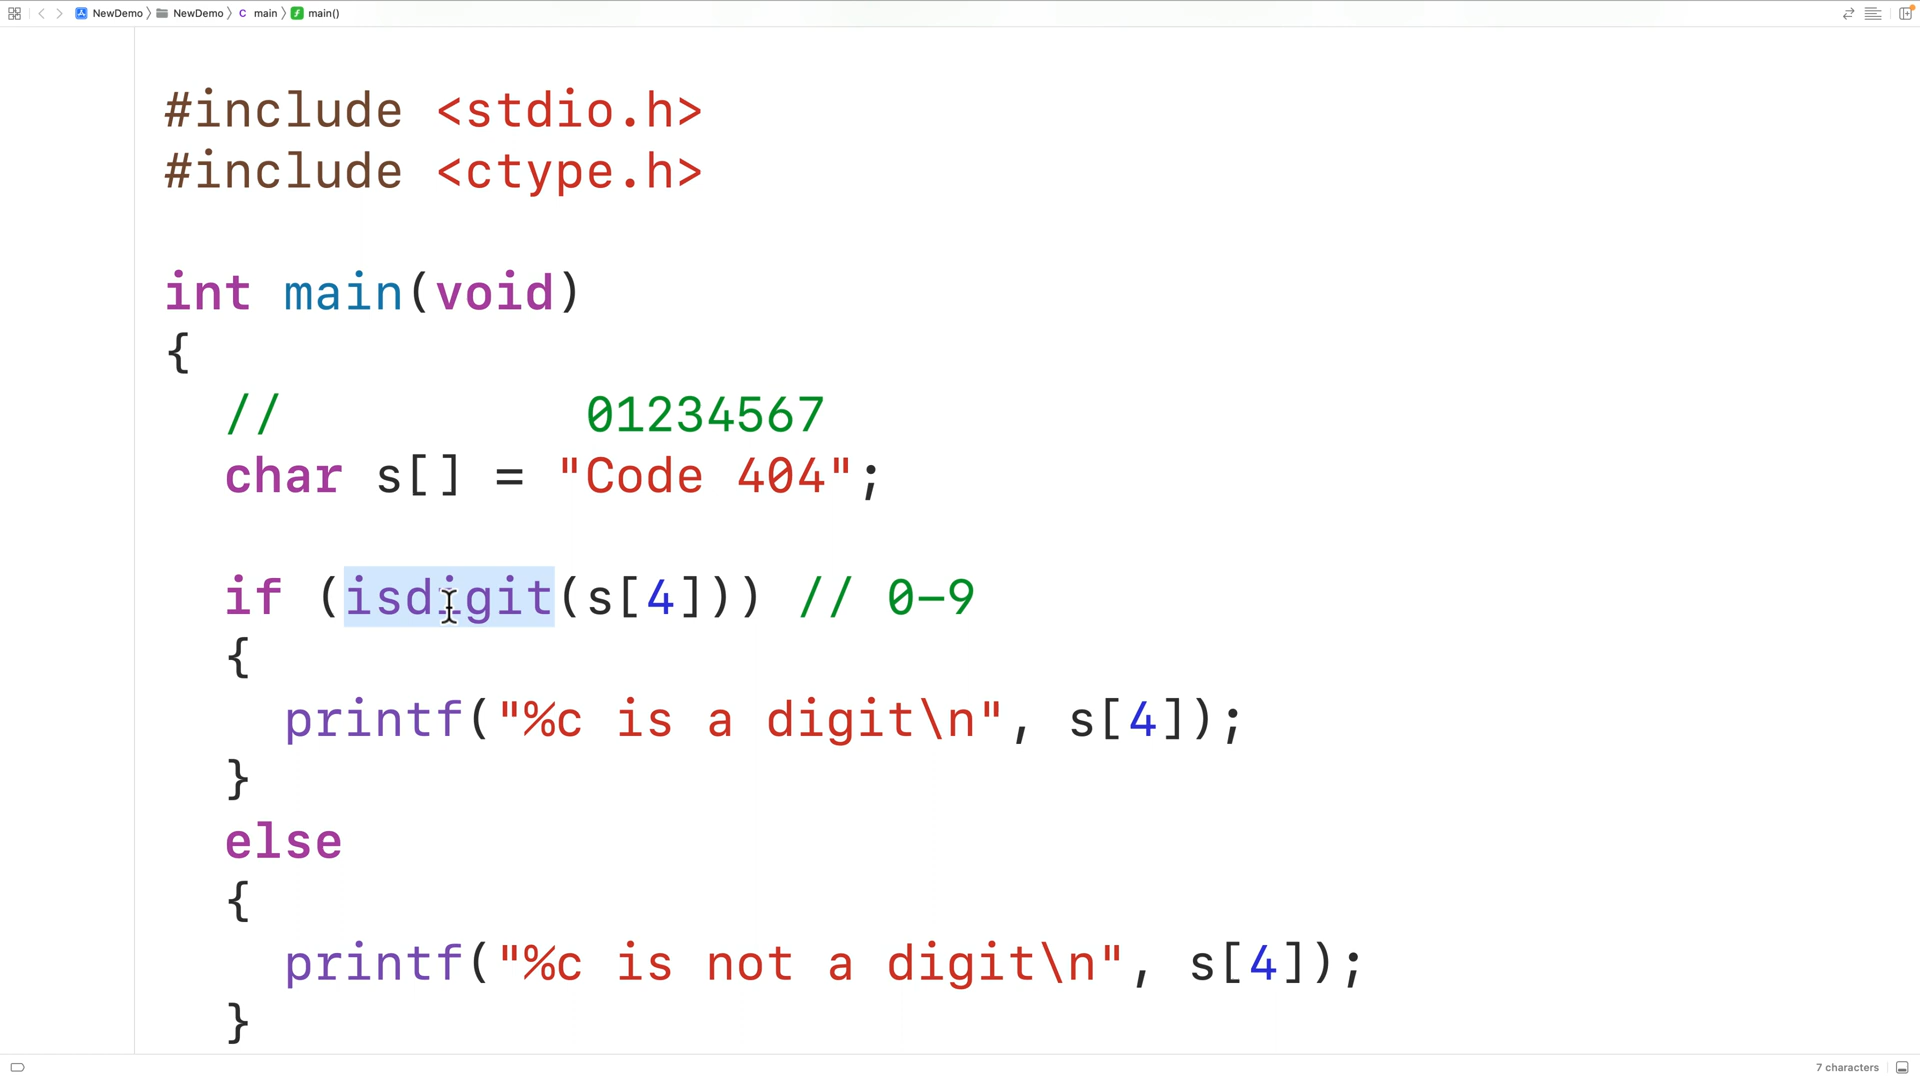 NewDemo NewDemo C main f main()
#include <stdio.h>
#include <ctype.h>
int main(void)
{
//          01234567
char s[] = "Code 404";
if (isdigit(s[4])) // 0-9
{
printf("%c is a digit\n", s[4]);
}
else
{
printf("%c is not a digit\n", s[4]);
}
7 characters